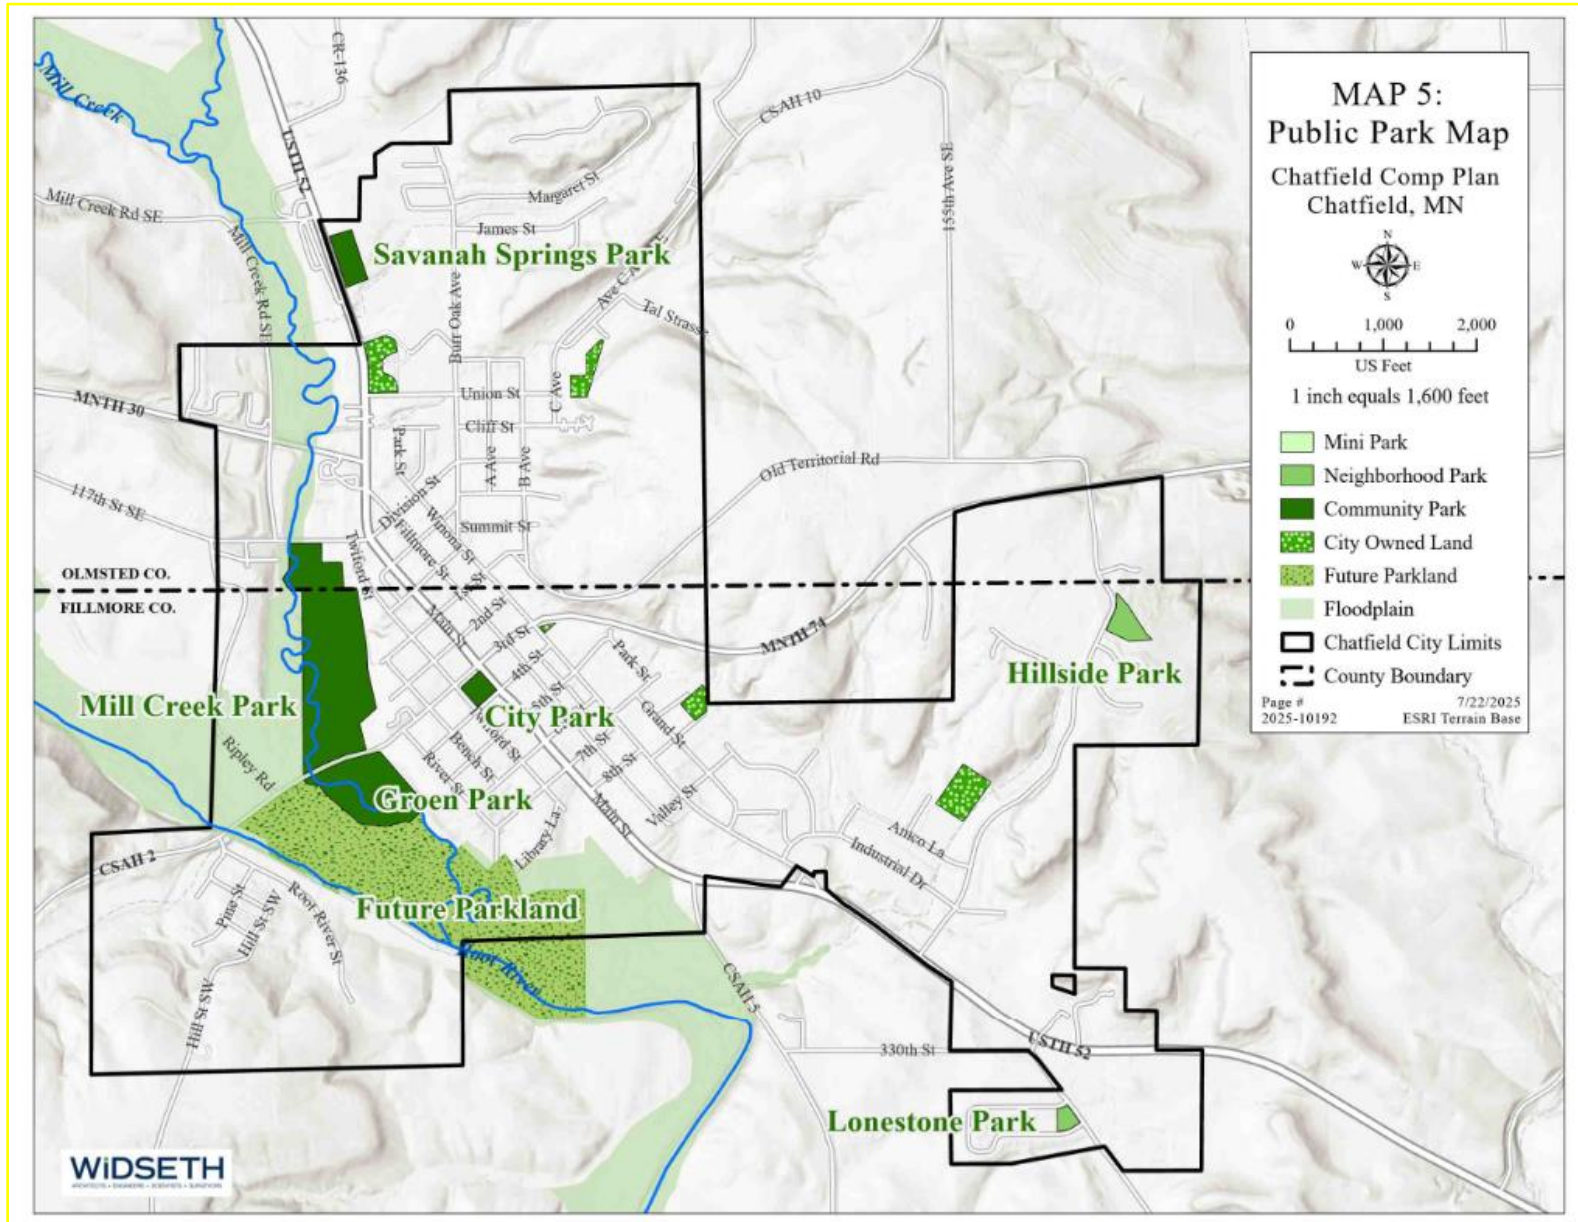 MAP 5:
Public Park Map
Chatfield Comp Plan
Chatfield, MN
N
W E
S
0 1,000 2,000
US Feet
1 inch equals 1,600 feet
Mini Park
Neighborhood Park
Community Park
City Owned Land
Future Parkland
Floodplain
Chatfield City Limits
County Boundary
Page # 7/22/2025
2025-10192 ESRI Terrain Base
Mill Creek
CR-136
USTH 52
CSAH 10
155th Ave SE
Mill Creek Rd SE
Mill Creek Rd SE
Margaret St
James St
Savanah Springs Park
Burr Oak Ave
Tal Strasse
MNTH 30
Union St
C Ave
Cliff St
Park St
A Ave
B Ave
Old Territorial Rd
117th St SE
Division St
Winona St
Fillmore St
Summit St
Twiford St
OLMSTED CO.
FILLMORE CO.
Main St
2nd St
3rd St
4th St
5th St
Park St
MNTH 74
Hillside Park
Mill Creek Park
City Park
Grand St
Ripley Rd
Bench St
River St
7th St
8th St
Groen Park
Main St
Valley St
Library La
Amco La
Industrial Dr
CSAH 2
Pine St
Hill St SW
Root River St
Future Parkland
Root River
Hill St SW
CSAH 5
330th St
USTH 52
Lonestone Park
WiDSETH
ARCHITECTS • ENGINEERS • SCIENTISTS • SURVEYORS